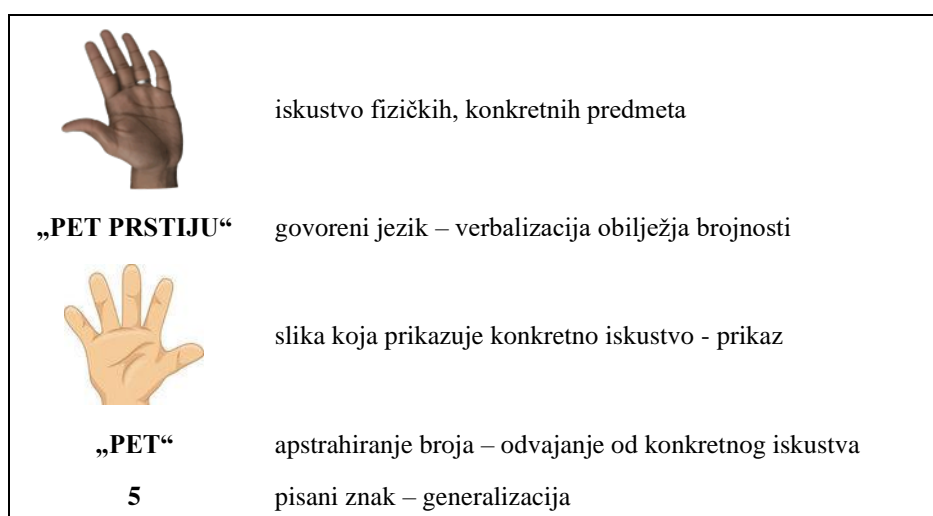 iskustvo fizičkih, konkretnih predmeta
„PET PRSTIJU“ govoreni jezik – verbalizacija obilježja brojnosti
slika koja prikazuje konkretno iskustvo - prikaz
„PET“ apstrahiranje broja – odvajanje od konkretnog iskustva
5 pisani znak – generalizacija